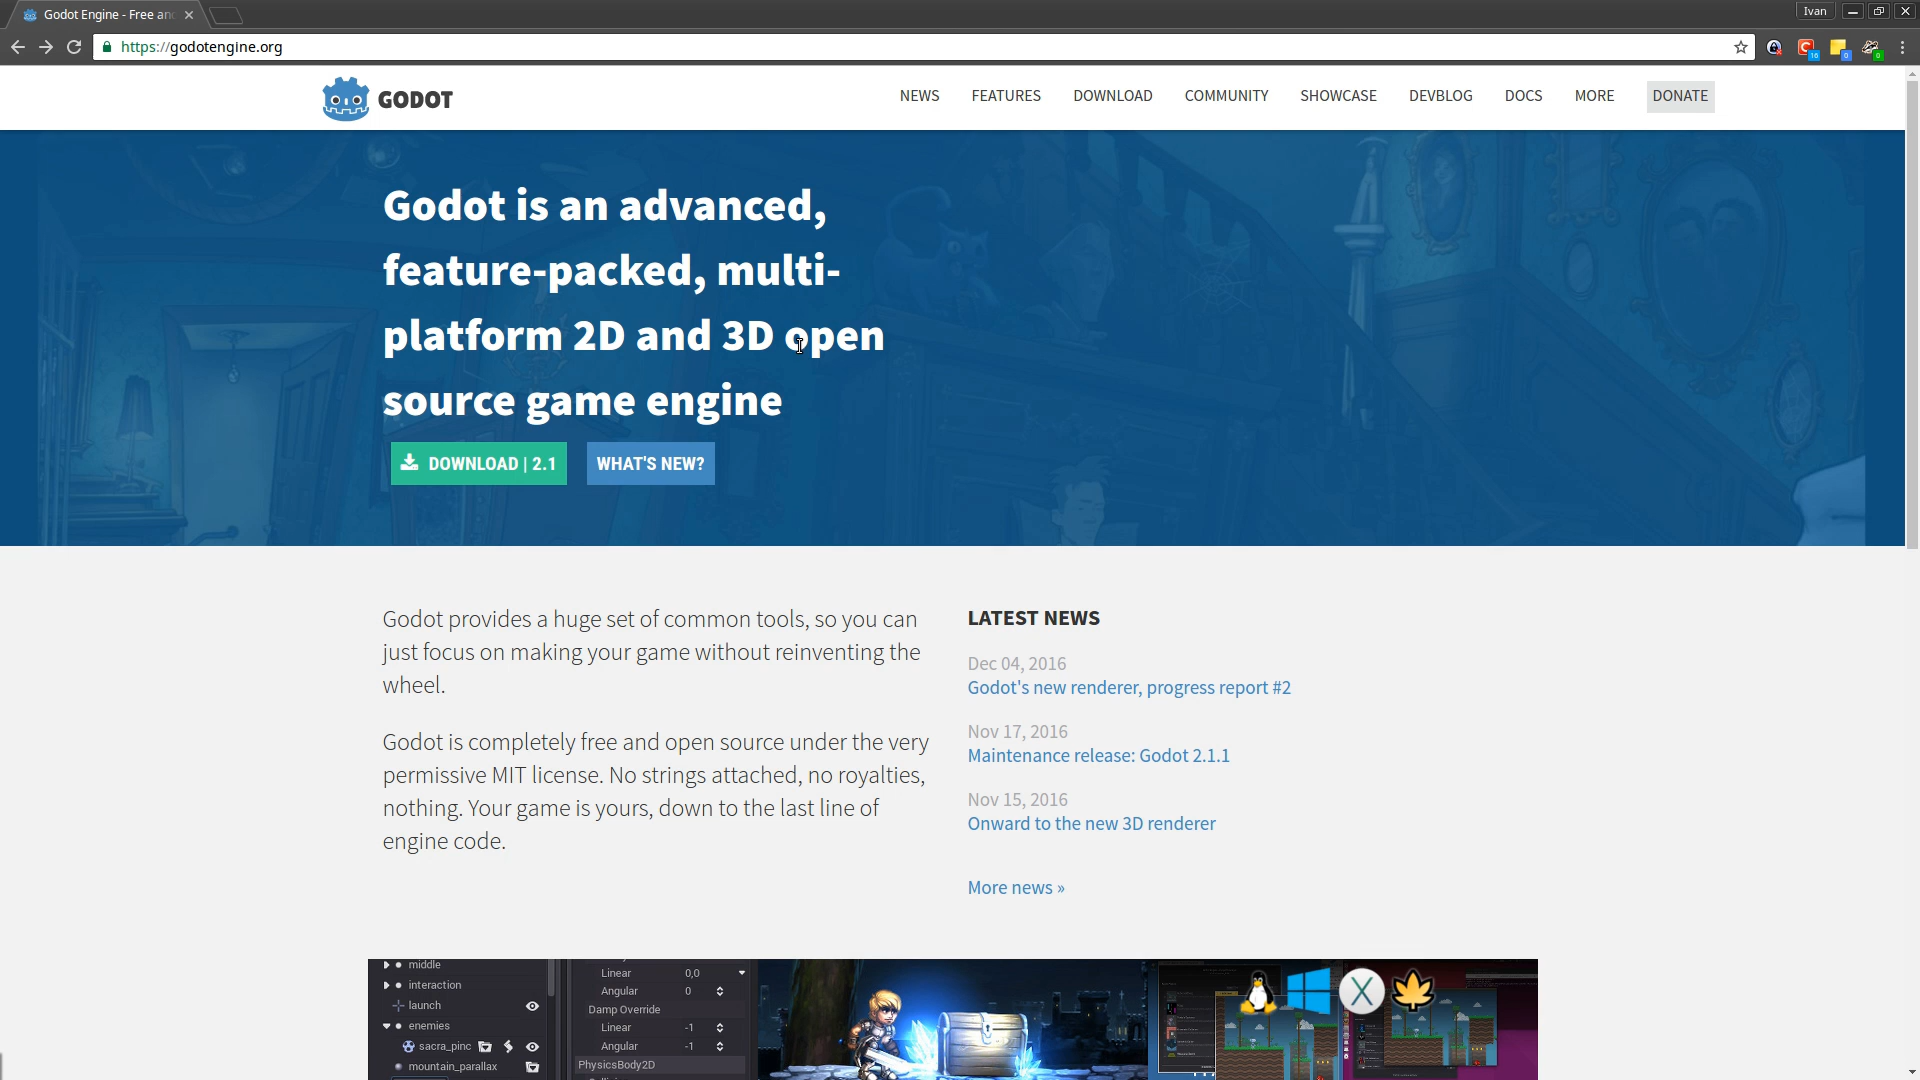 Godot Engine - Free an
Ivan
https://godotengine.org
16
0
0
GODOT
NEWS
FEATURES
DOWNLOAD
COMMUNITY
SHOWCASE
DEVBLOG
DOCS
MORE
DONATE
Godot is an advanced,
feature-packed, multi-
platform 2D and 3D open
source game engine
DOWNLOAD | 2.1
WHAT'S NEW?
Godot provides a huge set of common tools, so you can
just focus on making your game without reinventing the
wheel.
Godot is completely free and open source under the very
permissive MIT license. No strings attached, no royalties,
nothing. Your game is yours, down to the last line of
engine code.
LATEST NEWS
Dec 04, 2016
Godot's new renderer, progress report #2
Nov 17, 2016
Maintenance release: Godot 2.1.1
Nov 15, 2016
Onward to the new 3D renderer
More news »
middle
interaction
launch
enemies
sacra_pinc
mountain_parallax
Linear 0,0
Angular 0
Damp Override
Linear -1
Angular -1
PhysicsBody2D